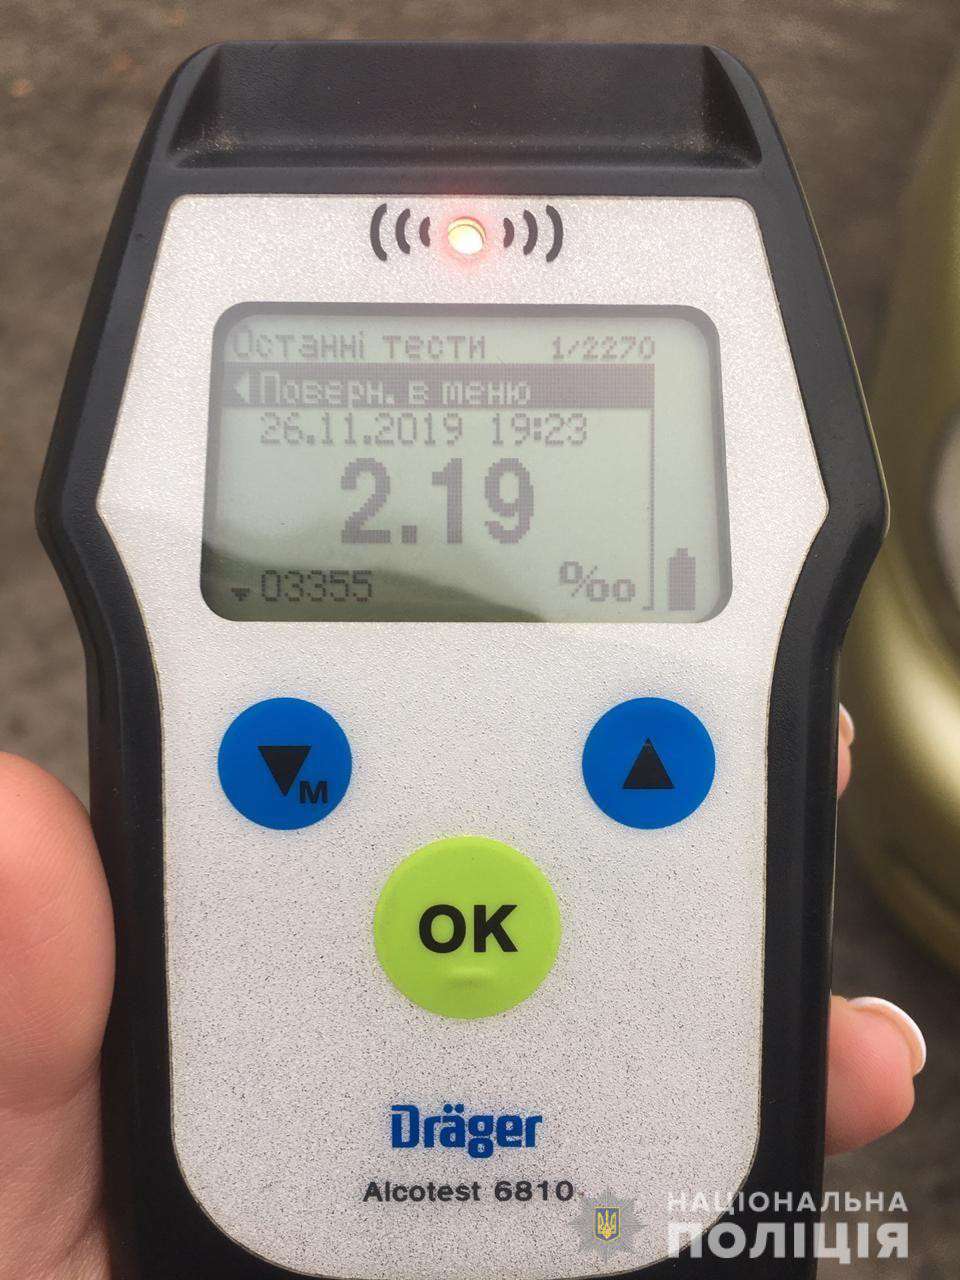 Останні тести 1/2270
Поверн. в меню
26.11.2019 19:23
2.19
03355 ‰
M
OK
Dräger
Alcotest 6810
НАЦІОНАЛЬНА
ПОЛІЦІЯ